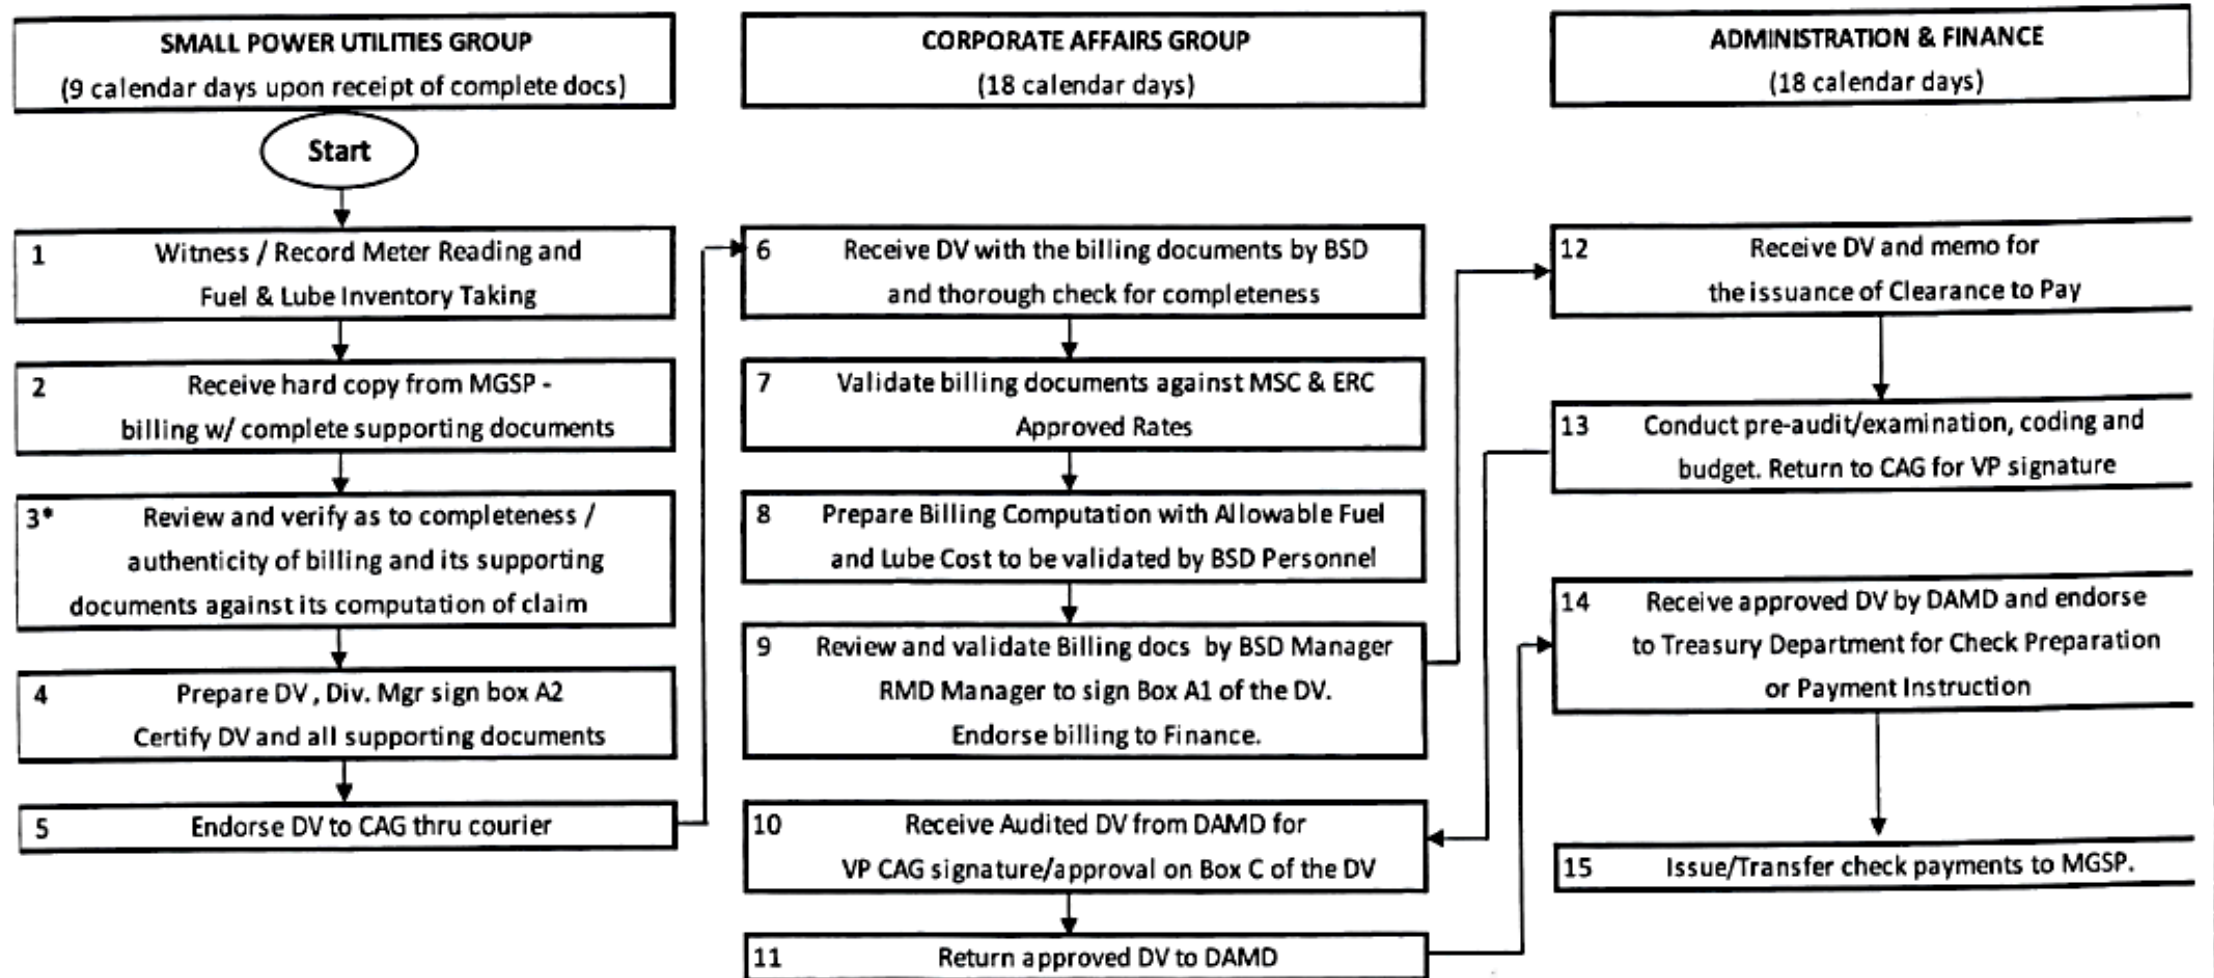 SMALL POWER UTILITIES GROUP
(9 calendar days upon receipt of complete docs)
Start
1 Witness / Record Meter Reading and
Fuel & Lube Inventory Taking
2 Receive hard copy from MGSP -
billing w/ complete supporting documents
3* Review and verify as to completeness /
authenticity of billing and its supporting
documents against its computation of claim
4 Prepare DV , Div. Mgr sign box A2
Certify DV and all supporting documents
5 Endorse DV to CAG thru courier
CORPORATE AFFAIRS GROUP
(18 calendar days)
6 Receive DV with the billing documents by BSD
and thorough check for completeness
7 Validate billing documents against MSC & ERC
Approved Rates
8 Prepare Billing Computation with Allowable Fuel
and Lube Cost to be validated by BSD Personnel
9 Review and validate Billing docs by BSD Manager
RMD Manager to sign Box A1 of the DV.
Endorse billing to Finance.
10 Receive Audited DV from DAMD for
VP CAG signature/approval on Box C of the DV
11 Return approved DV to DAMD
ADMINISTRATION & FINANCE
(18 calendar days)
12 Receive DV and memo for
the issuance of Clearance to Pay
13 Conduct pre-audit/examination, coding and
budget. Return to CAG for VP signature
14 Receive approved DV by DAMD and endorse
to Treasury Department for Check Preparation
or Payment Instruction
15 Issue/Transfer check payments to MGSP.